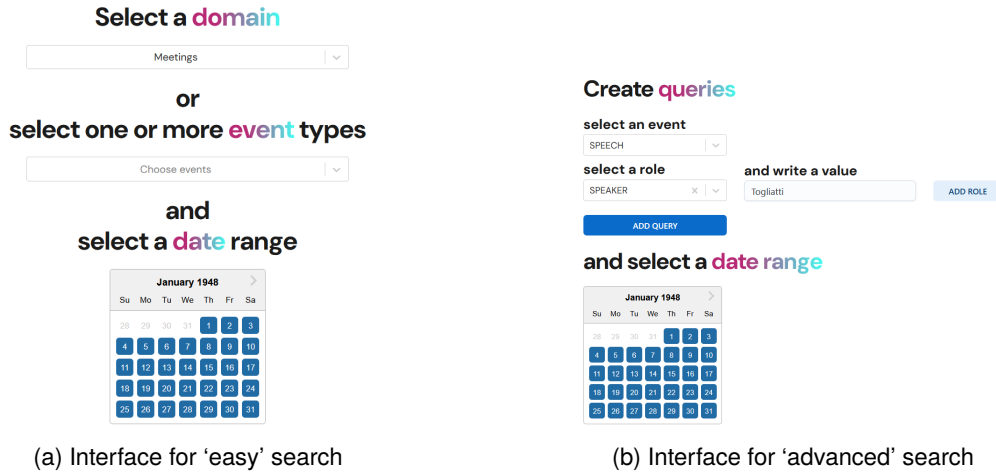 Select a domain
Meetings
or
select one or more event types
Choose events
and
select a date range
January 1948
Su Mo Tu We Th Fr Sa
28 29 30 31 1 2 3
4 5 6 7 8 9 10
11 12 13 14 15 16 17
18 19 20 21 22 23 24
25 26 27 28 29 30 31
(a) Interface for ‘easy’ search
Create queries
select an event
SPEECH
select a role
and write a value
SPEAKER
Togliatti
ADD ROLE
ADD QUERY
and select a date range
January 1948
Su Mo Tu We Th Fr Sa
28 29 30 31 1 2 3
4 5 6 7 8 9 10
11 12 13 14 15 16 17
18 19 20 21 22 23 24
25 26 27 28 29 30 31
(b) Interface for ‘advanced’ search